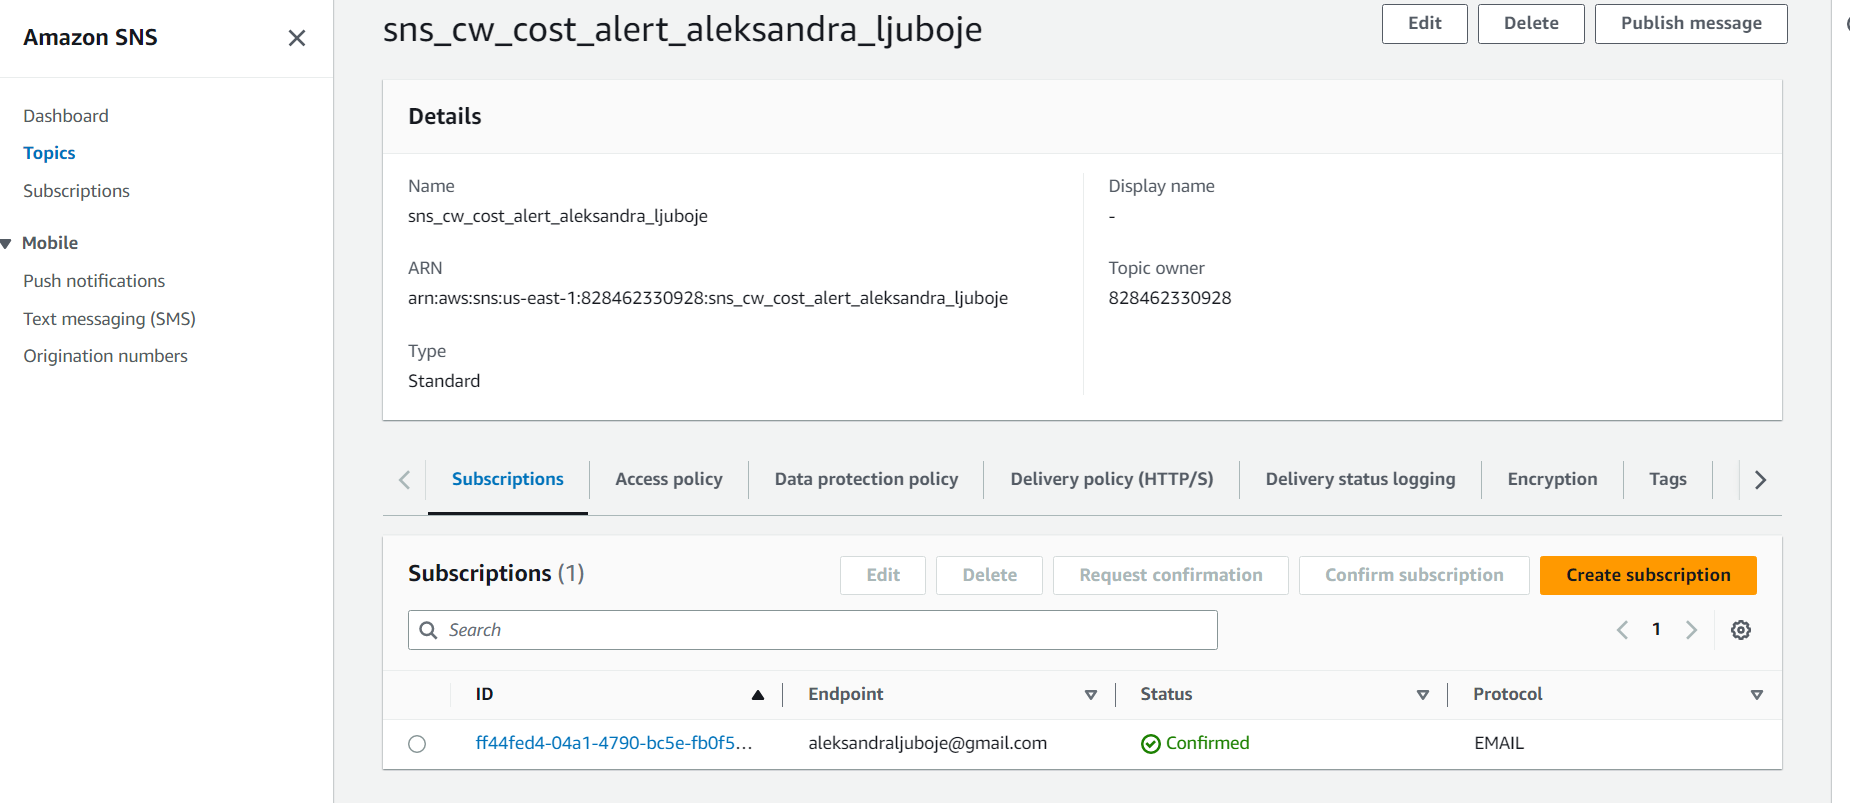 Amazon SNS
Dashboard
Topics
Subscriptions
Mobile
Push notifications
Text messaging (SMS)
Origination numbers
sns_cw_cost_alert_aleksandra_ljuboje
Edit
Delete
Publish message
Details
Name
sns_cw_cost_alert_aleksandra_ljuboje
ARN
arn:aws:sns:us-east-1:828462330928:sns_cw_cost_alert_aleksandra_ljuboje
Type
Standard
Display name
-
Topic owner
828462330928
Subscriptions
Access policy
Data protection policy
Delivery policy (HTTP/S)
Delivery status logging
Encryption
Tags
Subscriptions (1)
Edit
Delete
Request confirmation
Confirm subscription
Create subscription
Search
1
ID
Endpoint
Status
Protocol
ff44fed4-04a1-4790-bc5e-fb0f5...
aleksandraljuboje@gmail.com
Confirmed
EMAIL